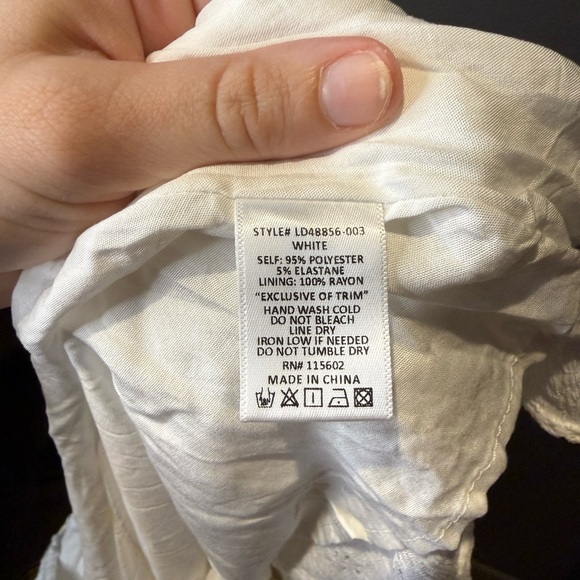 STYLE# LD48856-003
WHITE
SELF: 95% POLYESTER
5% ELASTANE
LINING: 100% RAYON
"EXCLUSIVE OF TRIM"
HAND WASH COLD
DO NOT BLEACH
LINE DRY
IRON LOW IF NEEDED
DO NOT TUMBLE DRY
RN# 115602
MADE IN CHINA